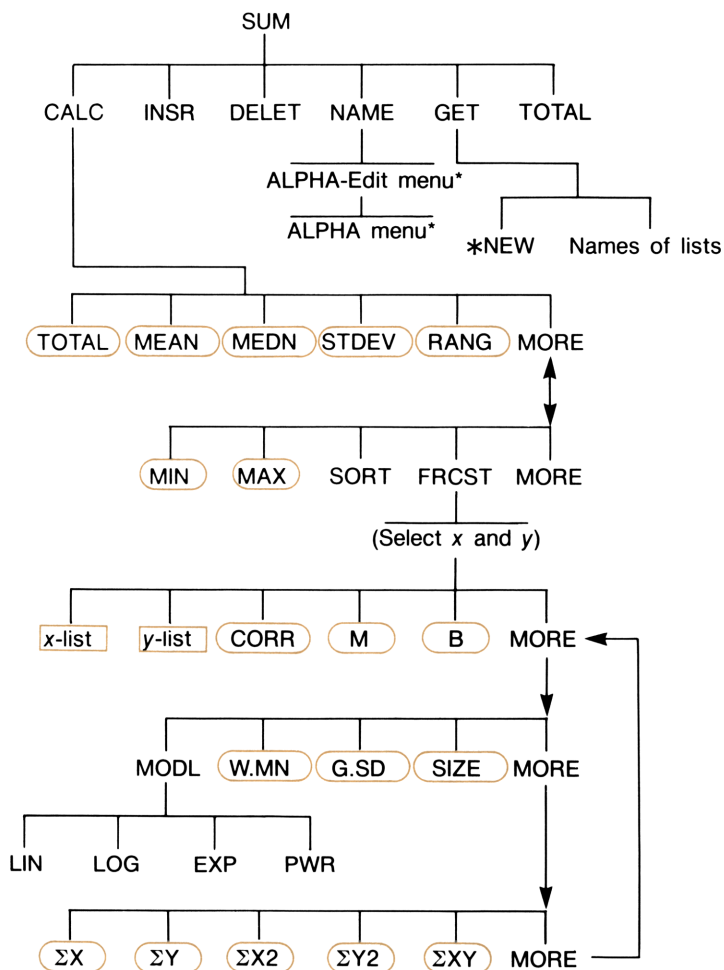 SUM
CALC INSR DELET NAME GET TOTAL
ALPHA-Edit menu*
ALPHA menu*
*NEW Names of lists
TOTAL MEAN MEDN STDEV RANG MORE
MIN MAX SORT FRCST MORE
(Select x and y)
x-list y-list CORR M B MORE
MODL W.MN G.SD SIZE MORE
LIN LOG EXP PWR
ΣX ΣY ΣX2 ΣY2 ΣXY MORE